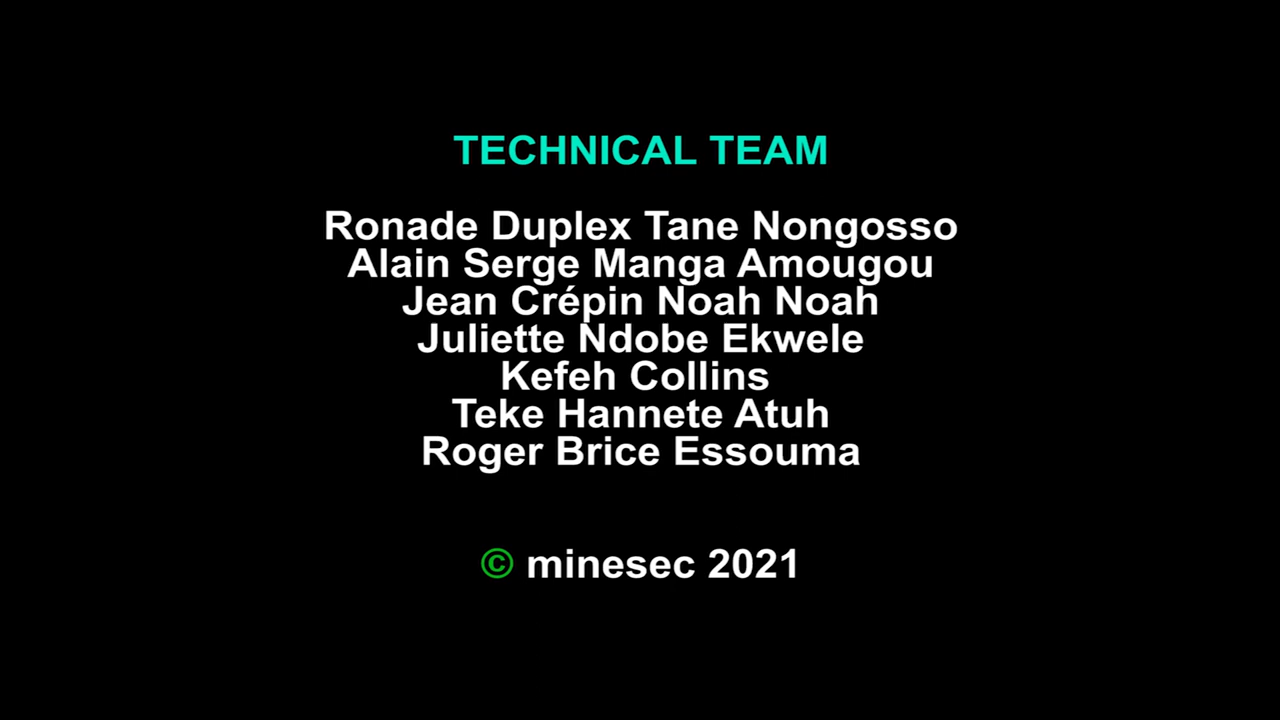 TECHNICAL TEAM
Ronade Duplex Tane Nongosso
Alain Serge Manga Amougou
Jean Crépin Noah Noah
Juliette Ndobe Ekwele
Kefeh Collins
Teke Hannete Atuh
Roger Brice Essouma
© minesec 2021